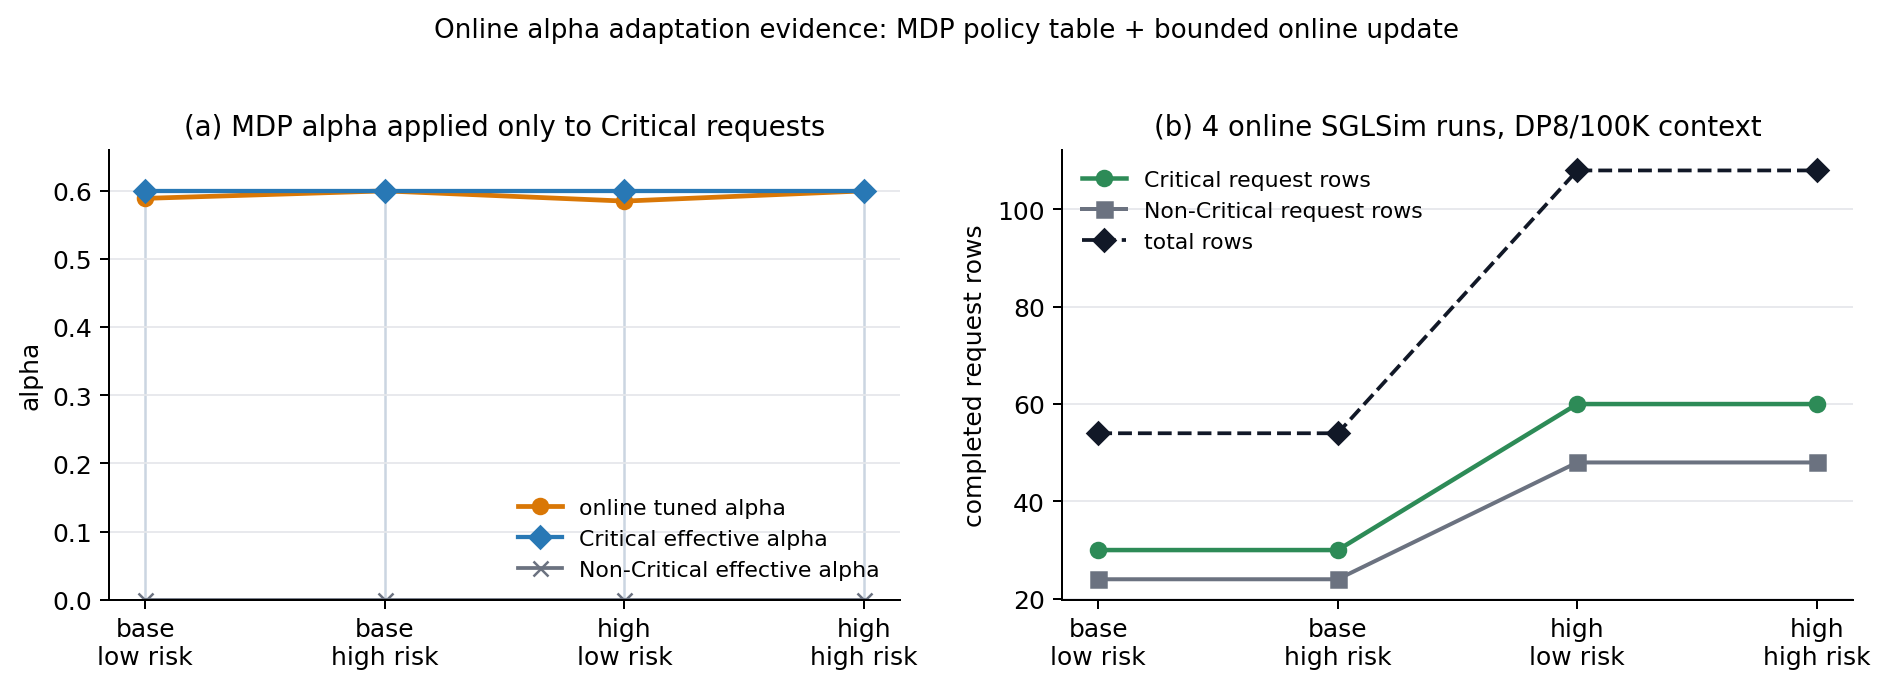 Online alpha adaptation evidence: MDP policy table + bounded online update
(a) MDP alpha applied only to Critical requests
alpha
0.6
0.5
0.4
0.3
0.2
0.1
0.0
online tuned alpha
Critical effective alpha
Non-Critical effective alpha
base
low risk
base
high risk
high
low risk
high
high risk
(b) 4 online SGLSim runs, DP8/100K context
completed request rows
100
80
60
40
20
Critical request rows
Non-Critical request rows
total rows
base
low risk
base
high risk
high
low risk
high
high risk